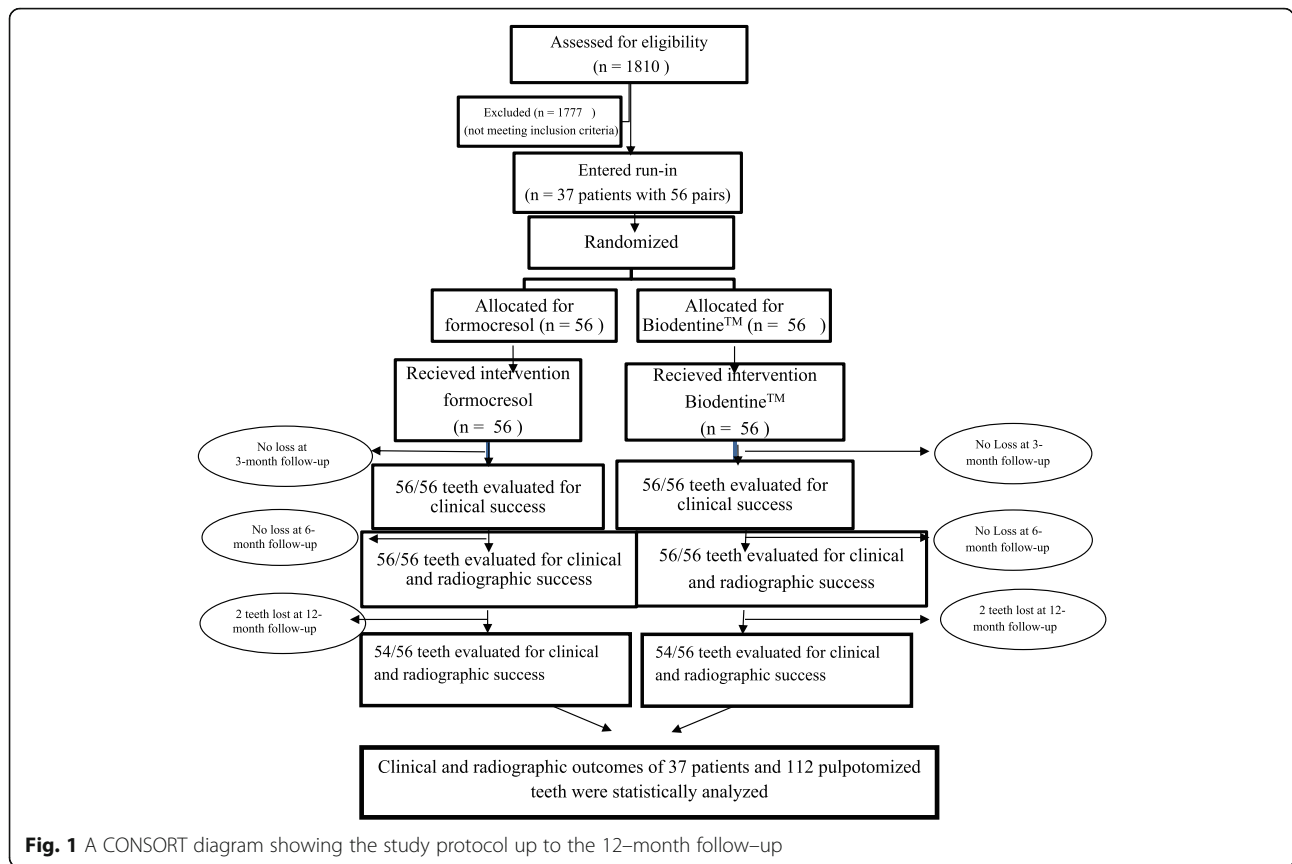 Assessed for eligibility
(n = 1810 )
Excluded (n = 1777 )
(not meeting inclusion criteria)
Entered run-in
(n = 37 patients with 56 pairs)
Randomized
Allocated for
formocresol (n = 56 )
Allocated for
Biodentine™ (n = 56 )
Recieved intervention
formocresol
(n = 56 )
Recieved intervention
Biodentine™
(n = 56 )
No loss at
3-month follow-up
No Loss at 3-
month follow-up
56/56 teeth evaluated for
clinical success
56/56 teeth evaluated for
clinical success
No loss at 6-
month follow-up
No Loss at 6-
month follow-up
56/56 teeth evaluated for clinical
and radiographic success
56/56 teeth evaluated for clinical
and radiographic success
2 teeth lost at 12-
month follow-up
2 teeth lost at 12-
month follow-up
54/56 teeth evaluated for clinical
and radiographic success
54/56 teeth evaluated for clinical
and radiographic success
Clinical and radiographic outcomes of 37 patients and 112 pulpotomized
teeth were statistically analyzed
Fig. 1 A CONSORT diagram showing the study protocol up to the 12–month follow–up